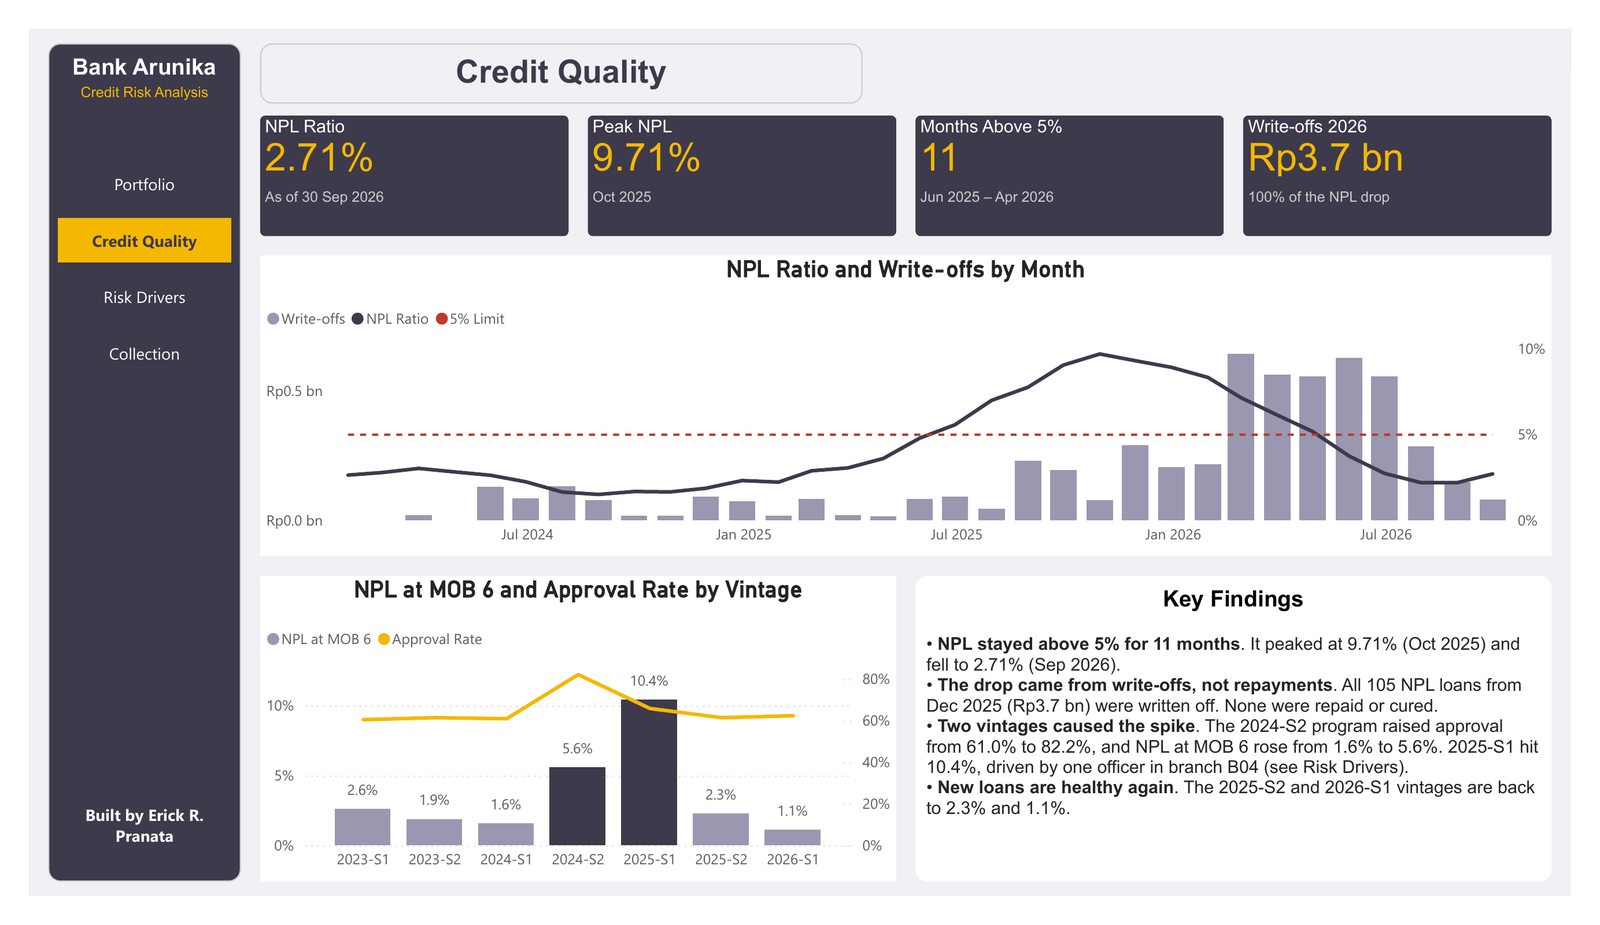 Bank Arunika
Credit Risk Analysis
Portfolio
Credit Quality
Risk Drivers
Collection
Built by Erick R.
Pranata
Credit Quality
NPL Ratio
2.71%
As of 30 Sep 2026
Peak NPL
9.71%
Oct 2025
Months Above 5%
11
Jun 2025 – Apr 2026
Write-offs 2026
Rp3.7 bn
100% of the NPL drop
NPL Ratio and Write-offs by Month
Write-offs NPL Ratio 5% Limit
10%
Rp0.5 bn
5%
Rp0.0 bn
0%
Jul 2024 Jan 2025 Jul 2025 Jan 2026 Jul 2026
NPL at MOB 6 and Approval Rate by Vintage
NPL at MOB 6 Approval Rate
10% 5% 0%
80% 60% 40% 20% 0%
2.6% 1.9% 1.6% 5.6% 10.4% 2.3% 1.1%
2023-S1 2023-S2 2024-S1 2024-S2 2025-S1 2025-S2 2026-S1
Key Findings
• NPL stayed above 5% for 11 months. It peaked at 9.71% (Oct 2025) and
fell to 2.71% (Sep 2026).
• The drop came from write-offs, not repayments. All 105 NPL loans from
Dec 2025 (Rp3.7 bn) were written off. None were repaid or cured.
• Two vintages caused the spike. The 2024-S2 program raised approval
from 61.0% to 82.2%, and NPL at MOB 6 rose from 1.6% to 5.6%. 2025-S1 hit
10.4%, driven by one officer in branch B04 (see Risk Drivers).
• New loans are healthy again. The 2025-S2 and 2026-S1 vintages are back
to 2.3% and 1.1%.